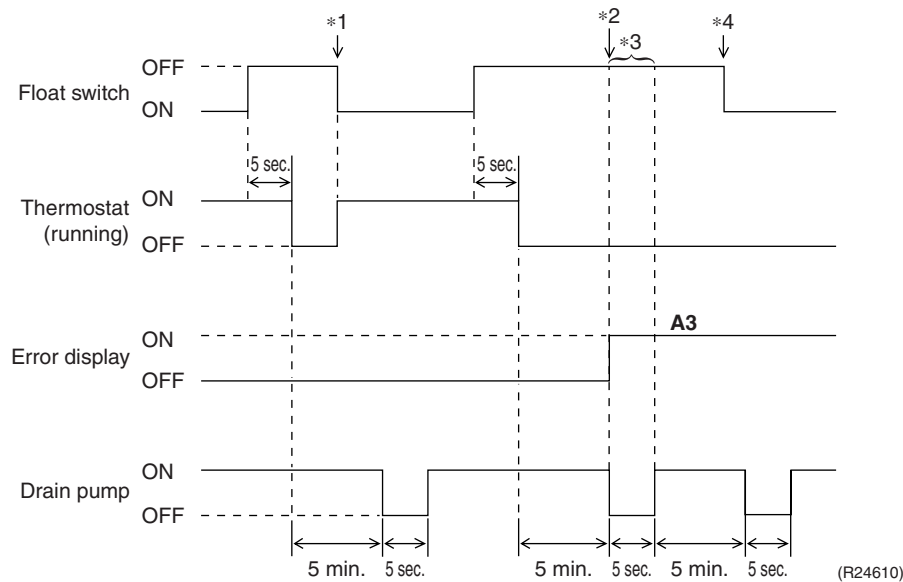 *1
*2
*3
*4
OFF
Float switch
ON
5 sec.
5 sec.
ON
Thermostat
(running)
OFF
A3
ON
Error display
OFF
ON
Drain pump
OFF
5 min.
5 sec.
5 min.
5 sec.
5 min.
5 sec.
(R24610)